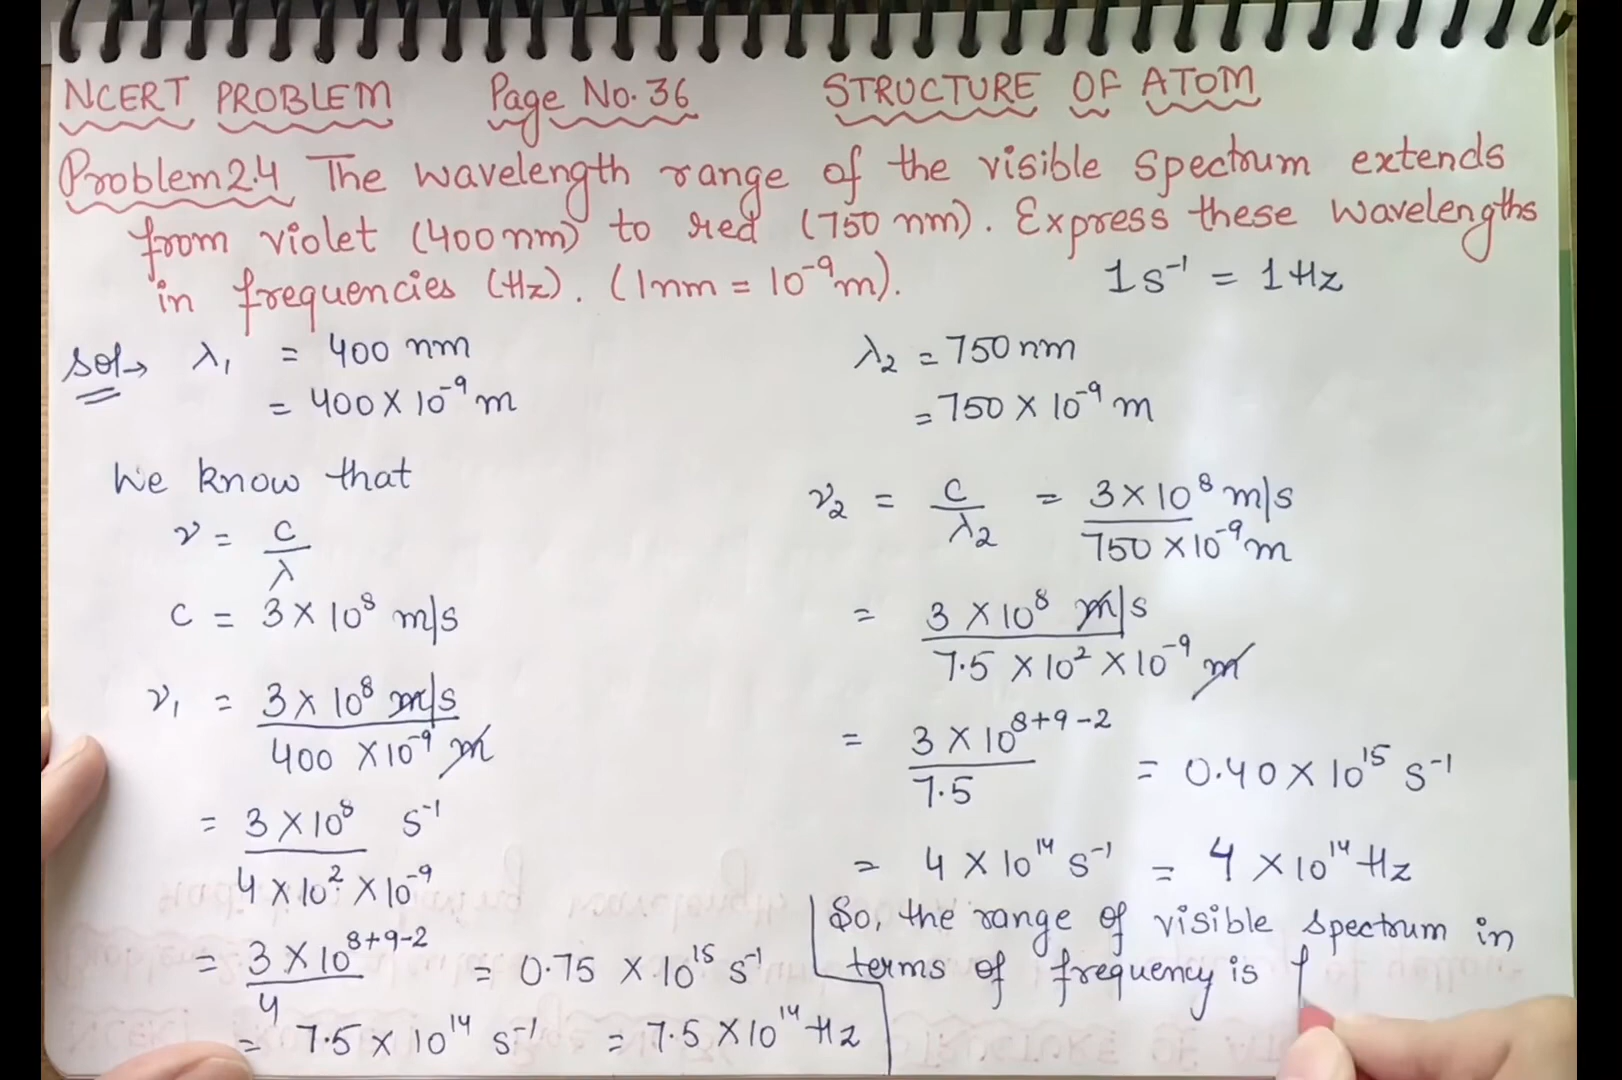 NCERT PROBLEM Page No. 36 STRUCTURE OF ATOM
Problem 2.4 The wavelength range of the visible spectrum extends
from violet (400 nm) to red (750 nm). Express these wavelengths
in frequencies (Hz). (1nm = 10⁻⁹m).
1 s⁻¹ = 1 Hz
Sol→ λ₁ = 400 nm
= 400 × 10⁻⁹ m
We know that
ν = c/λ
c = 3 × 10⁸ m/s
ν₁ = 3 × 10⁸ m/s / 400 × 10⁻⁹ m
= 3 × 10⁸ s⁻¹ / 4 × 10² × 10⁻⁹
= 3 × 10⁸⁺⁹⁻² / 4 = 0.75 × 10¹⁵ s⁻¹
= 7.5 × 10¹⁴ s⁻¹ = 7.5 × 10¹⁴ Hz
λ₂ = 750 nm
= 750 × 10⁻⁹ m
ν₂ = c/λ₂ = 3 × 10⁸ m/s / 750 × 10⁻⁹ m
= 3 × 10⁸ m/s / 7.5 × 10² × 10⁻⁹ m
= 3 × 10⁸⁺⁹⁻² / 7.5 = 0.40 × 10¹⁵ s⁻¹
= 4 × 10¹⁴ s⁻¹ = 4 × 10¹⁴ Hz
So, the range of visible spectrum in
terms of frequency is